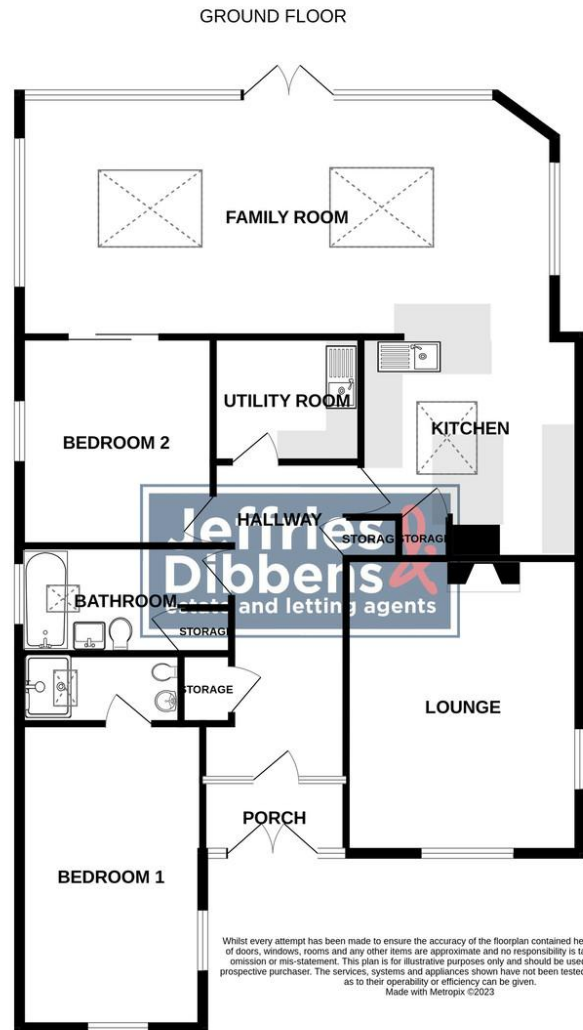 GROUND FLOOR
FAMILY ROOM
UTILITY ROOM
KITCHEN
BEDROOM 2
HALLWAY
STORAG
STORAGE
Jeffries &
Dibbens
estate and letting agents
BATHROOM
STORAGE
STORAGE
LOUNGE
PORCH
BEDROOM 1
Whilst every attempt has been made to ensure the accuracy of the floorplan contained he
of doors, windows, rooms and any other items are approximate and no responsibility is ta
omission or mis-statement. This plan is for illustrative purposes only and should be used
prospective purchaser. The services, systems and appliances shown have not been tested
as to their operability or efficiency can be given.
Made with Metropix ©2023